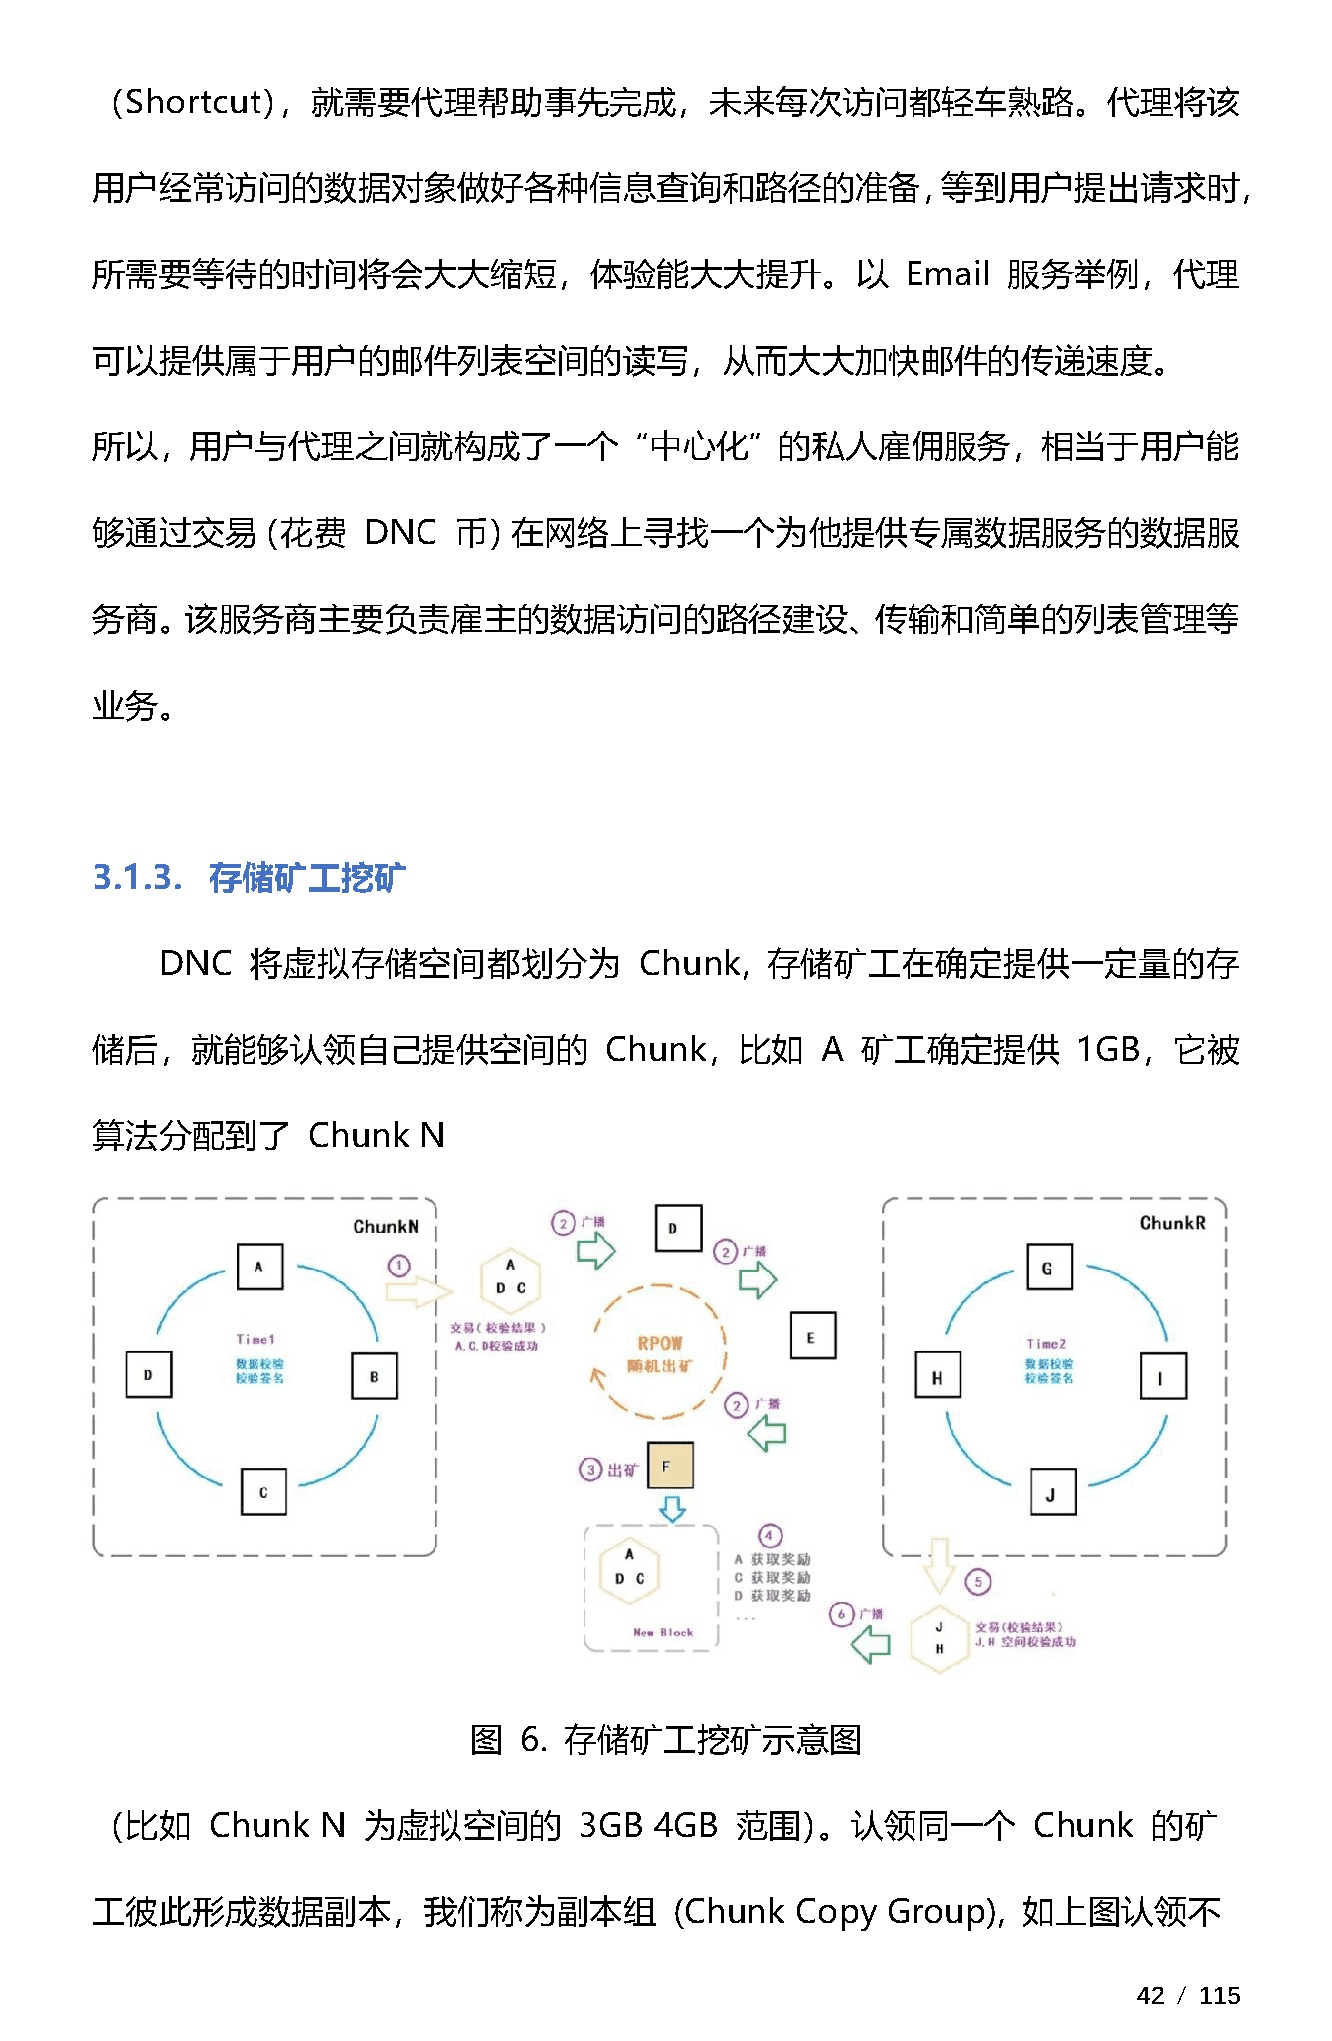 （Shortcut），就需要代理帮助事先完成，未来每次访问都轻车熟路。代理将该
用户经常访问的数据对象做好各种信息查询和路径的准备，等到用户提出请求时，
所需要等待的时间将会大大缩短，体验能大大提升。以 Email 服务举例，代理
可以提供属于用户的邮件列表空间的读写，从而大大加快邮件的传递速度。
所以，用户与代理之间就构成了一个“中心化”的私人雇佣服务，相当于用户能
够通过交易（花费 DNC 币）在网络上寻找一个为他提供专属数据服务的数据服
务商。该服务商主要负责雇主的数据访问的路径建设、传输和简单的列表管理等
业务。
3.1.3. 存储矿工挖矿
DNC 将虚拟存储空间都划分为 Chunk, 存储矿工在确定提供一定量的存
储后，就能够认领自己提供空间的 Chunk，比如 A 矿工确定提供 1GB，它被
算法分配到了 Chunk N
ChunkN
A
B
C
D
Time1
数据校验
校验签名
①
A
D C
交易(校验结果)
A.C.D校验成功
②广播
D
②广播
E
RPOW
随机出矿
②广播
③出矿
F
A
D C
New Block
④
A 获取奖励
C 获取奖励
D 获取奖励
...
ChunkR
G
H
I
J
Time2
数据校验
校验签名
⑤
⑥广播
J
H
交易(校验结果)
J.H 空间校验成功
图 6. 存储矿工挖矿示意图
（比如 Chunk N 为虚拟空间的 3GB 4GB 范围）。认领同一个 Chunk 的矿
工彼此形成数据副本，我们称为副本组 (Chunk Copy Group), 如上图认领不
42 / 115